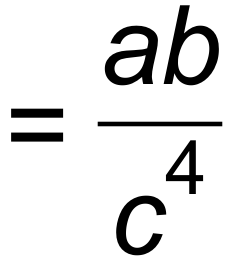 = ab / c⁴